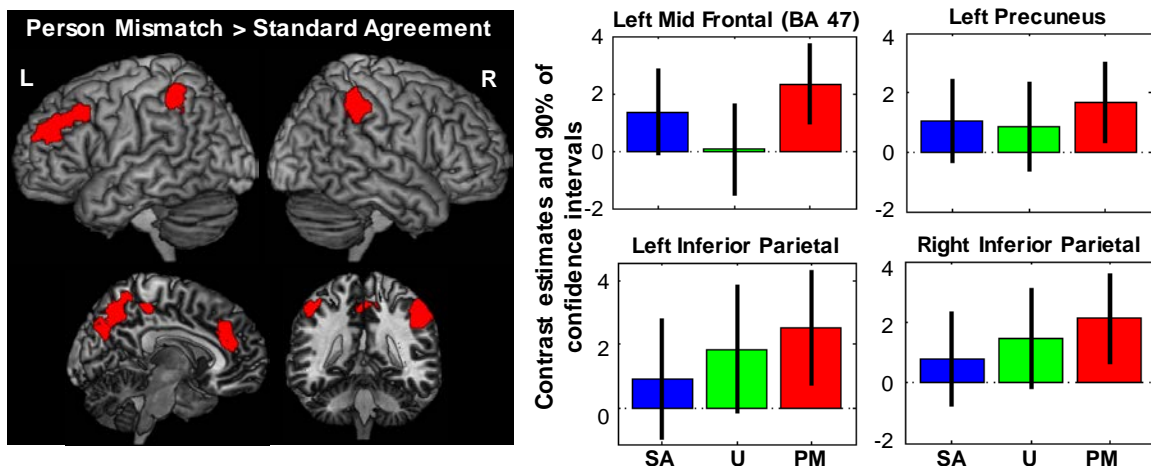 Person Mismatch > Standard Agreement
L
R
Contrast estimates and 90% of
confidence intervals
Left Mid Frontal (BA 47)
4
2
0
-2
Left Precuneus
4
2
0
-2
Left Inferior Parietal
4
2
0
SA
U
PM
Right Inferior Parietal
4
2
0
-2
SA
U
PM